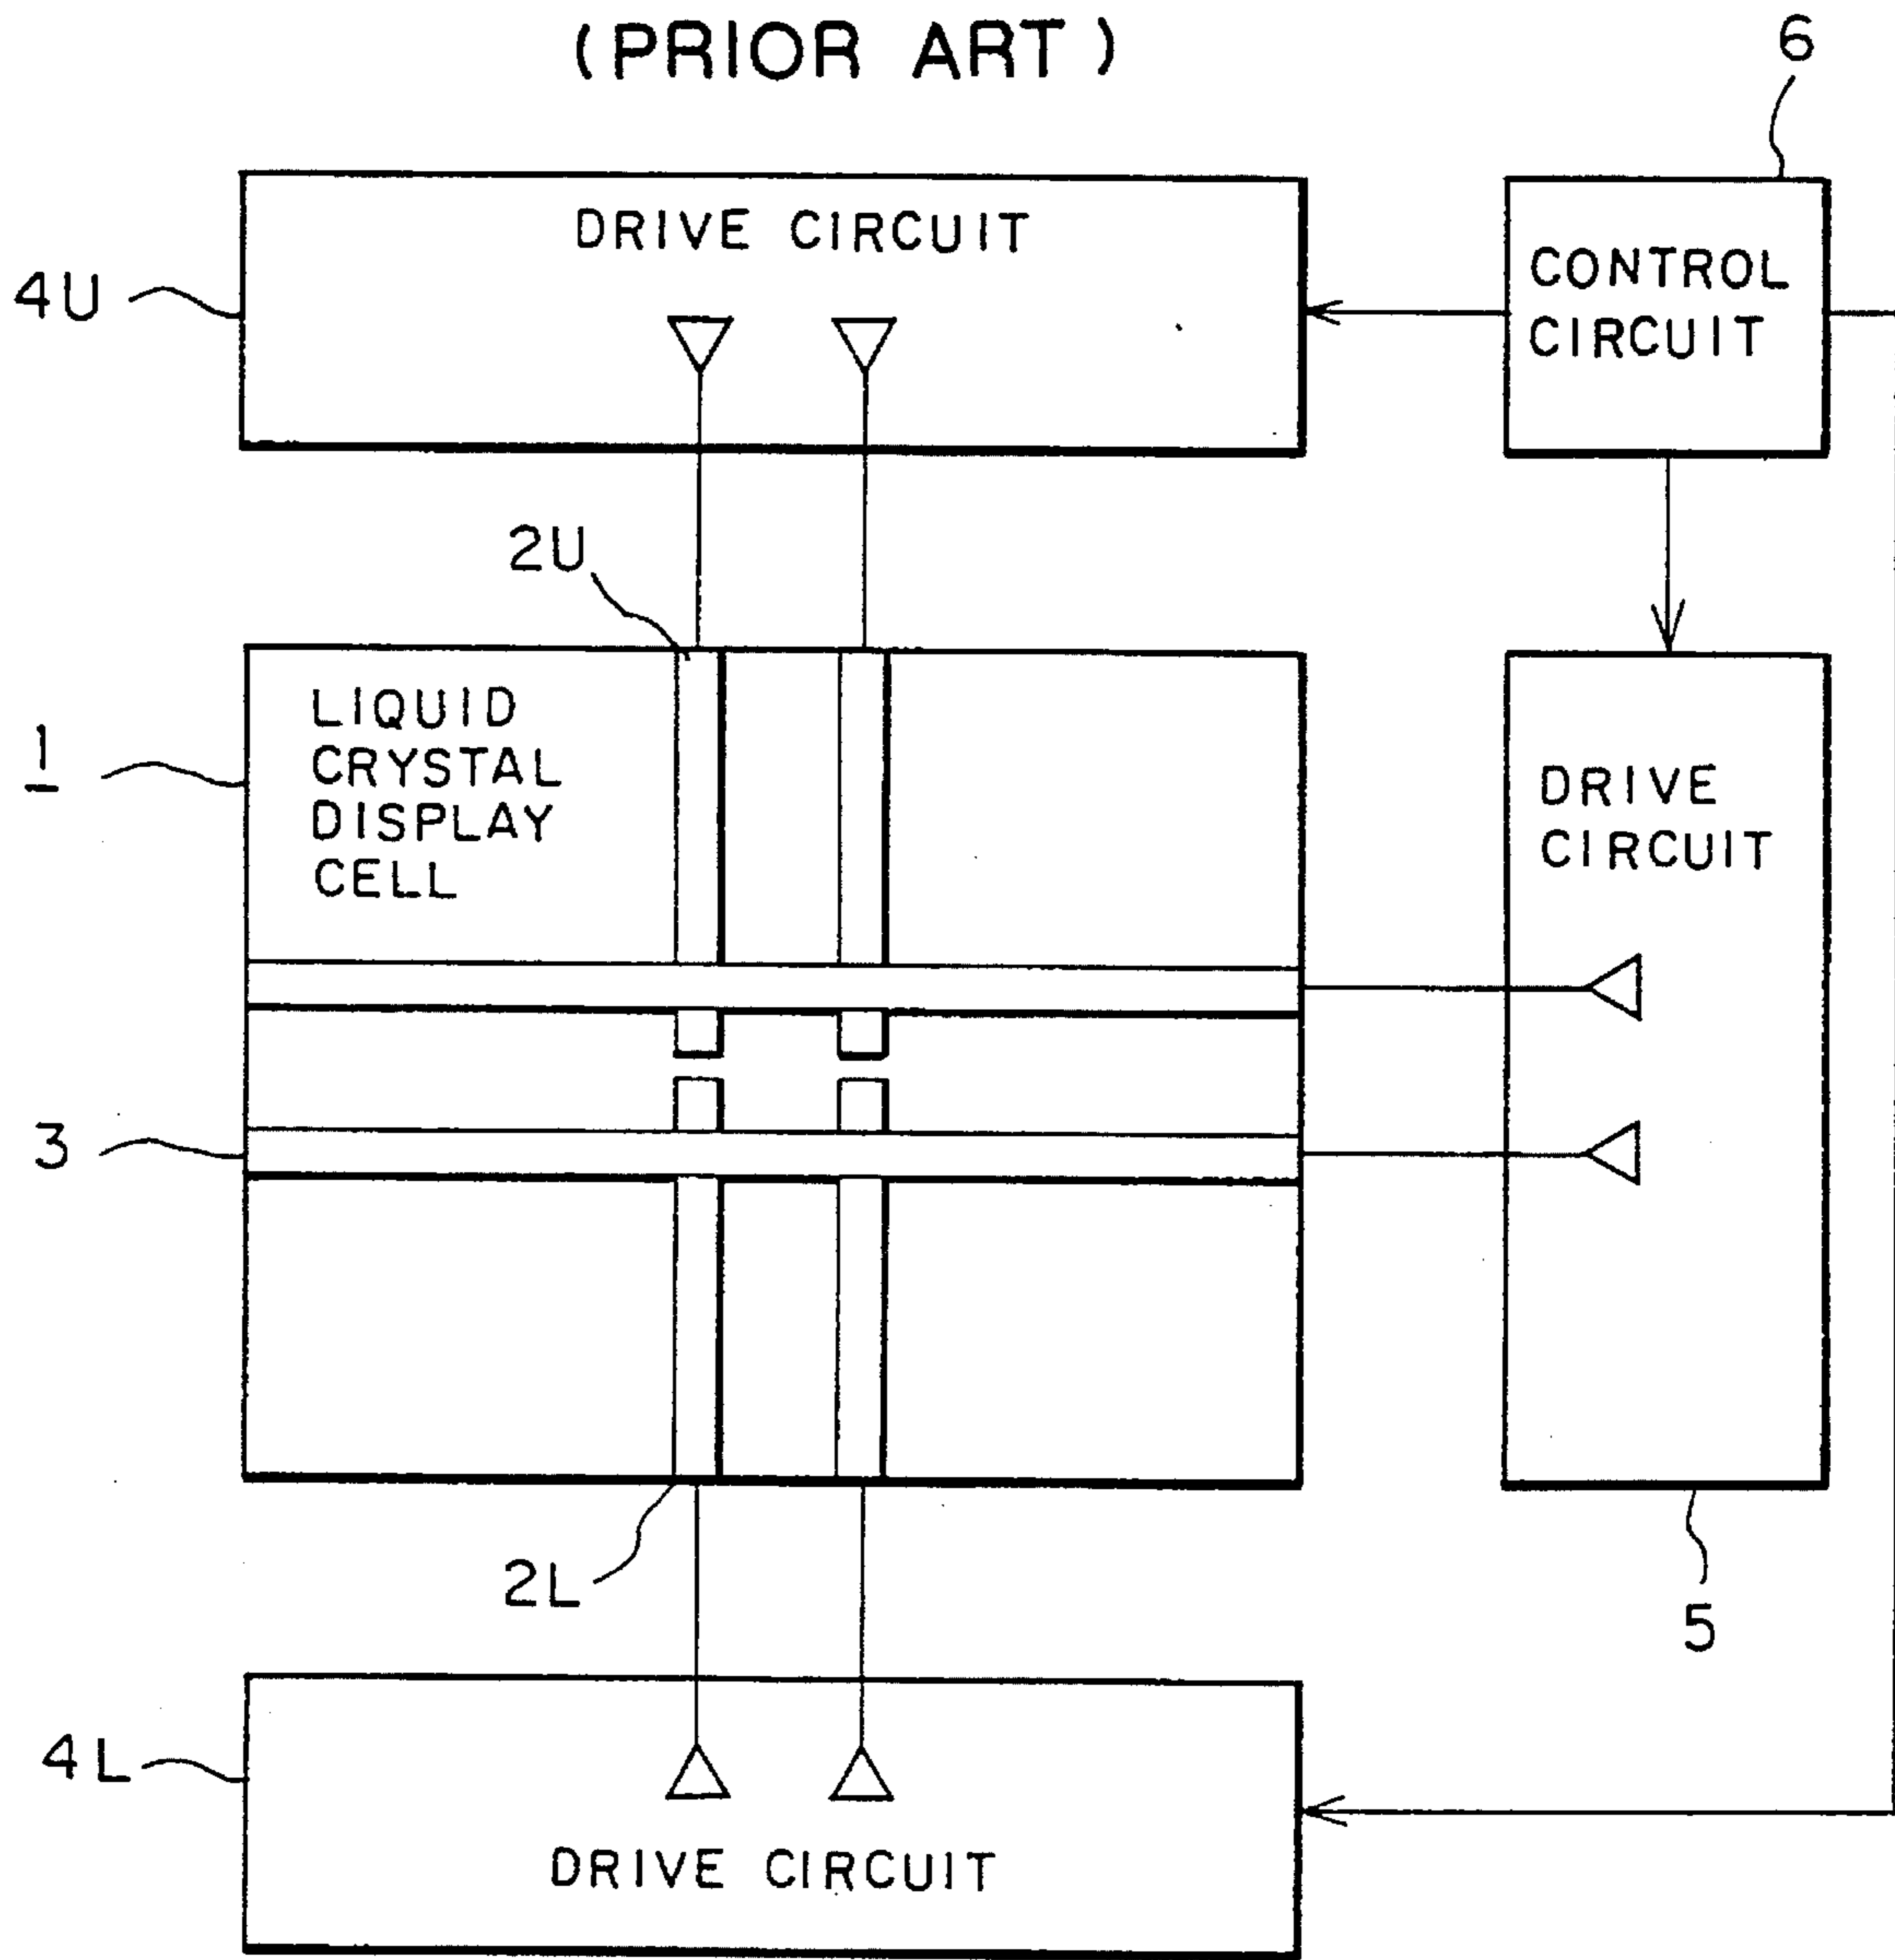 (PRIOR ART)
6
DRIVE CIRCUIT
CONTROL
CIRCUIT
4U
2U
LIQUID
CRYSTAL
DISPLAY
CELL
1
DRIVE
CIRCUIT
3
2L
5
4L
DRIVE CIRCUIT